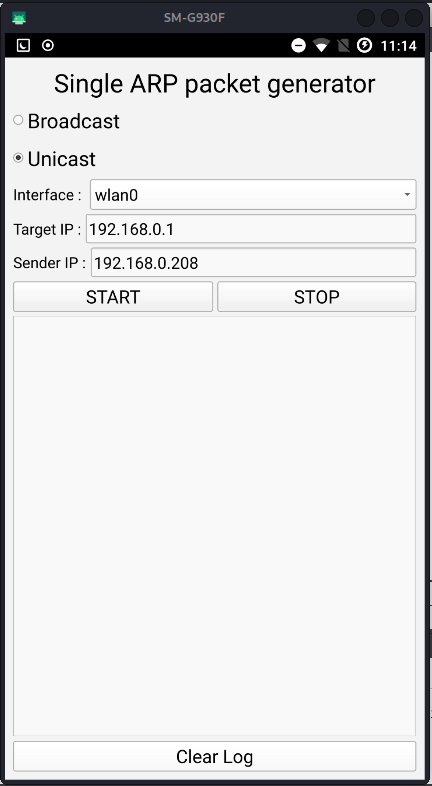 SM-G930F
11:14
Single ARP packet generator
Broadcast
Unicast
Interface : wlan0
Target IP : 192.168.0.1
Sender IP : 192.168.0.208
START STOP
Clear Log